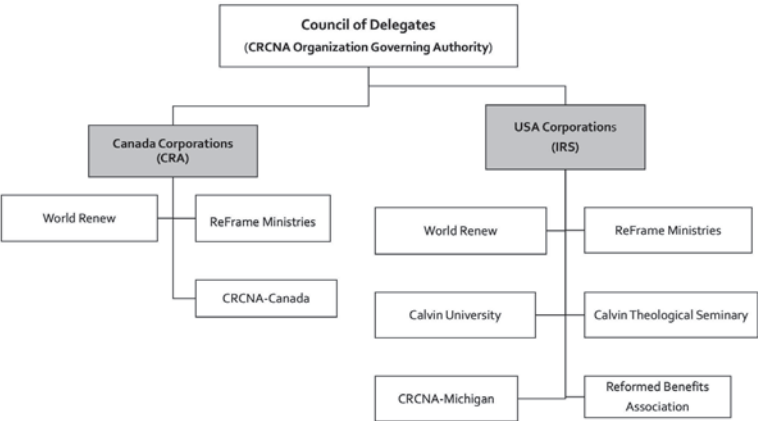 Council of Delegates
(CRCNA Organization Governing Authority)
Canada Corporations
(CRA)
USA Corporations
(IRS)
World Renew
ReFrame Ministries
CRCNA-Canada
World Renew
ReFrame Ministries
Calvin University
Calvin Theological Seminary
CRCNA-Michigan
Reformed Benefits
Association